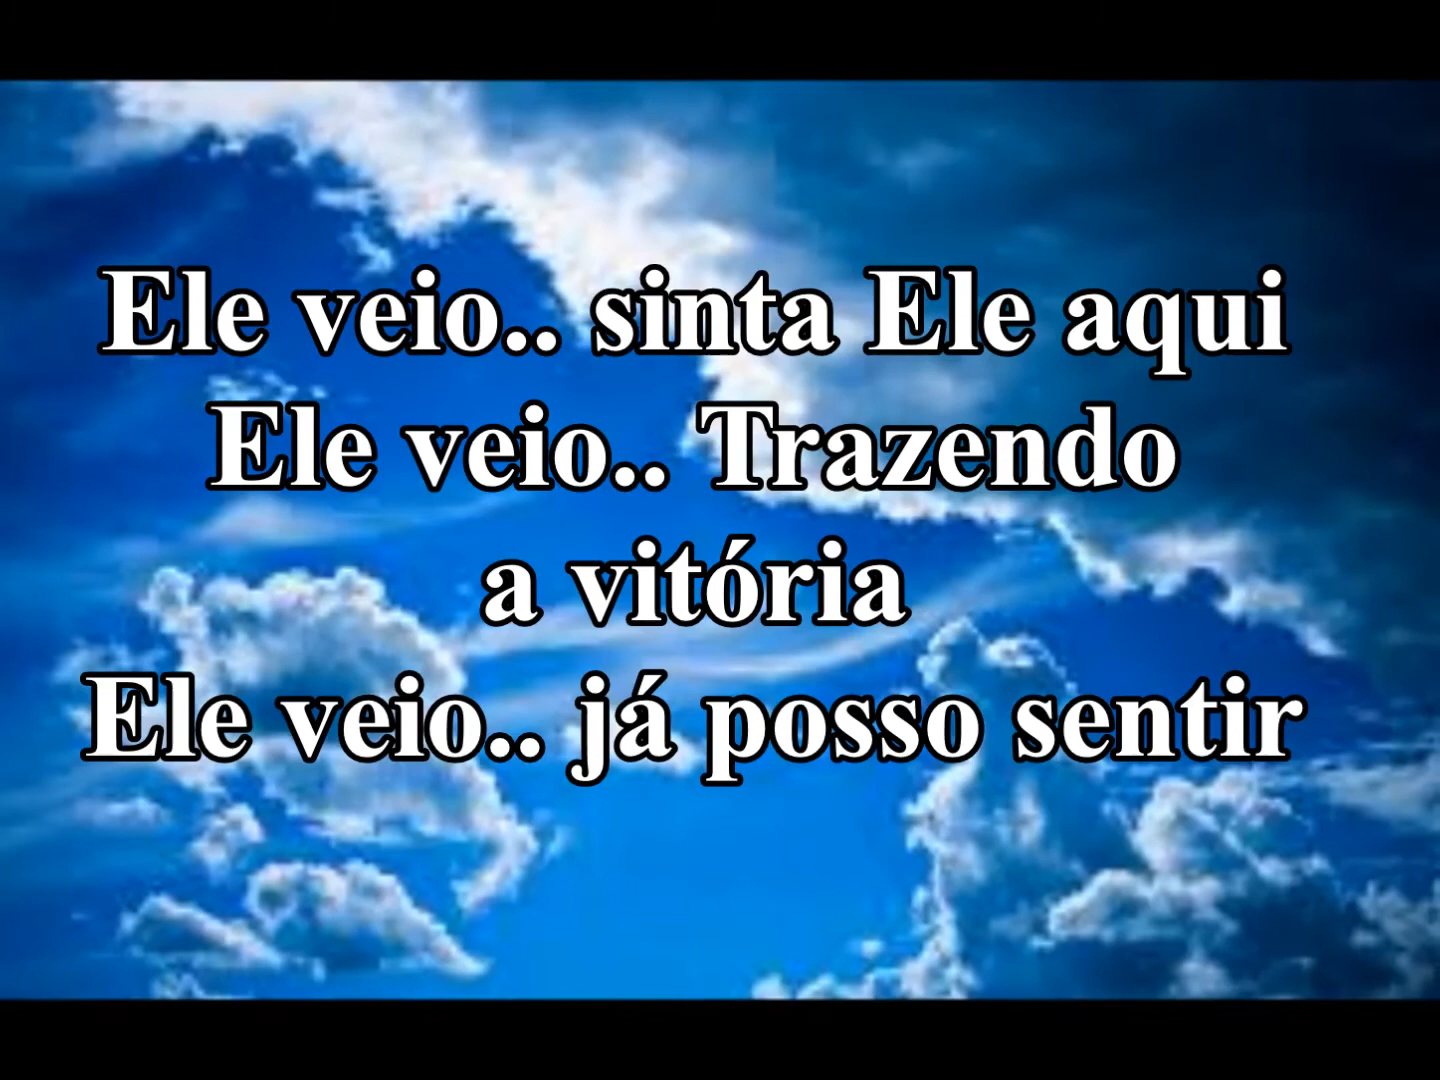 Ele veio.. sinta Ele aqui
Ele veio.. Trazendo
a vitória
Ele veio.. já posso sentir